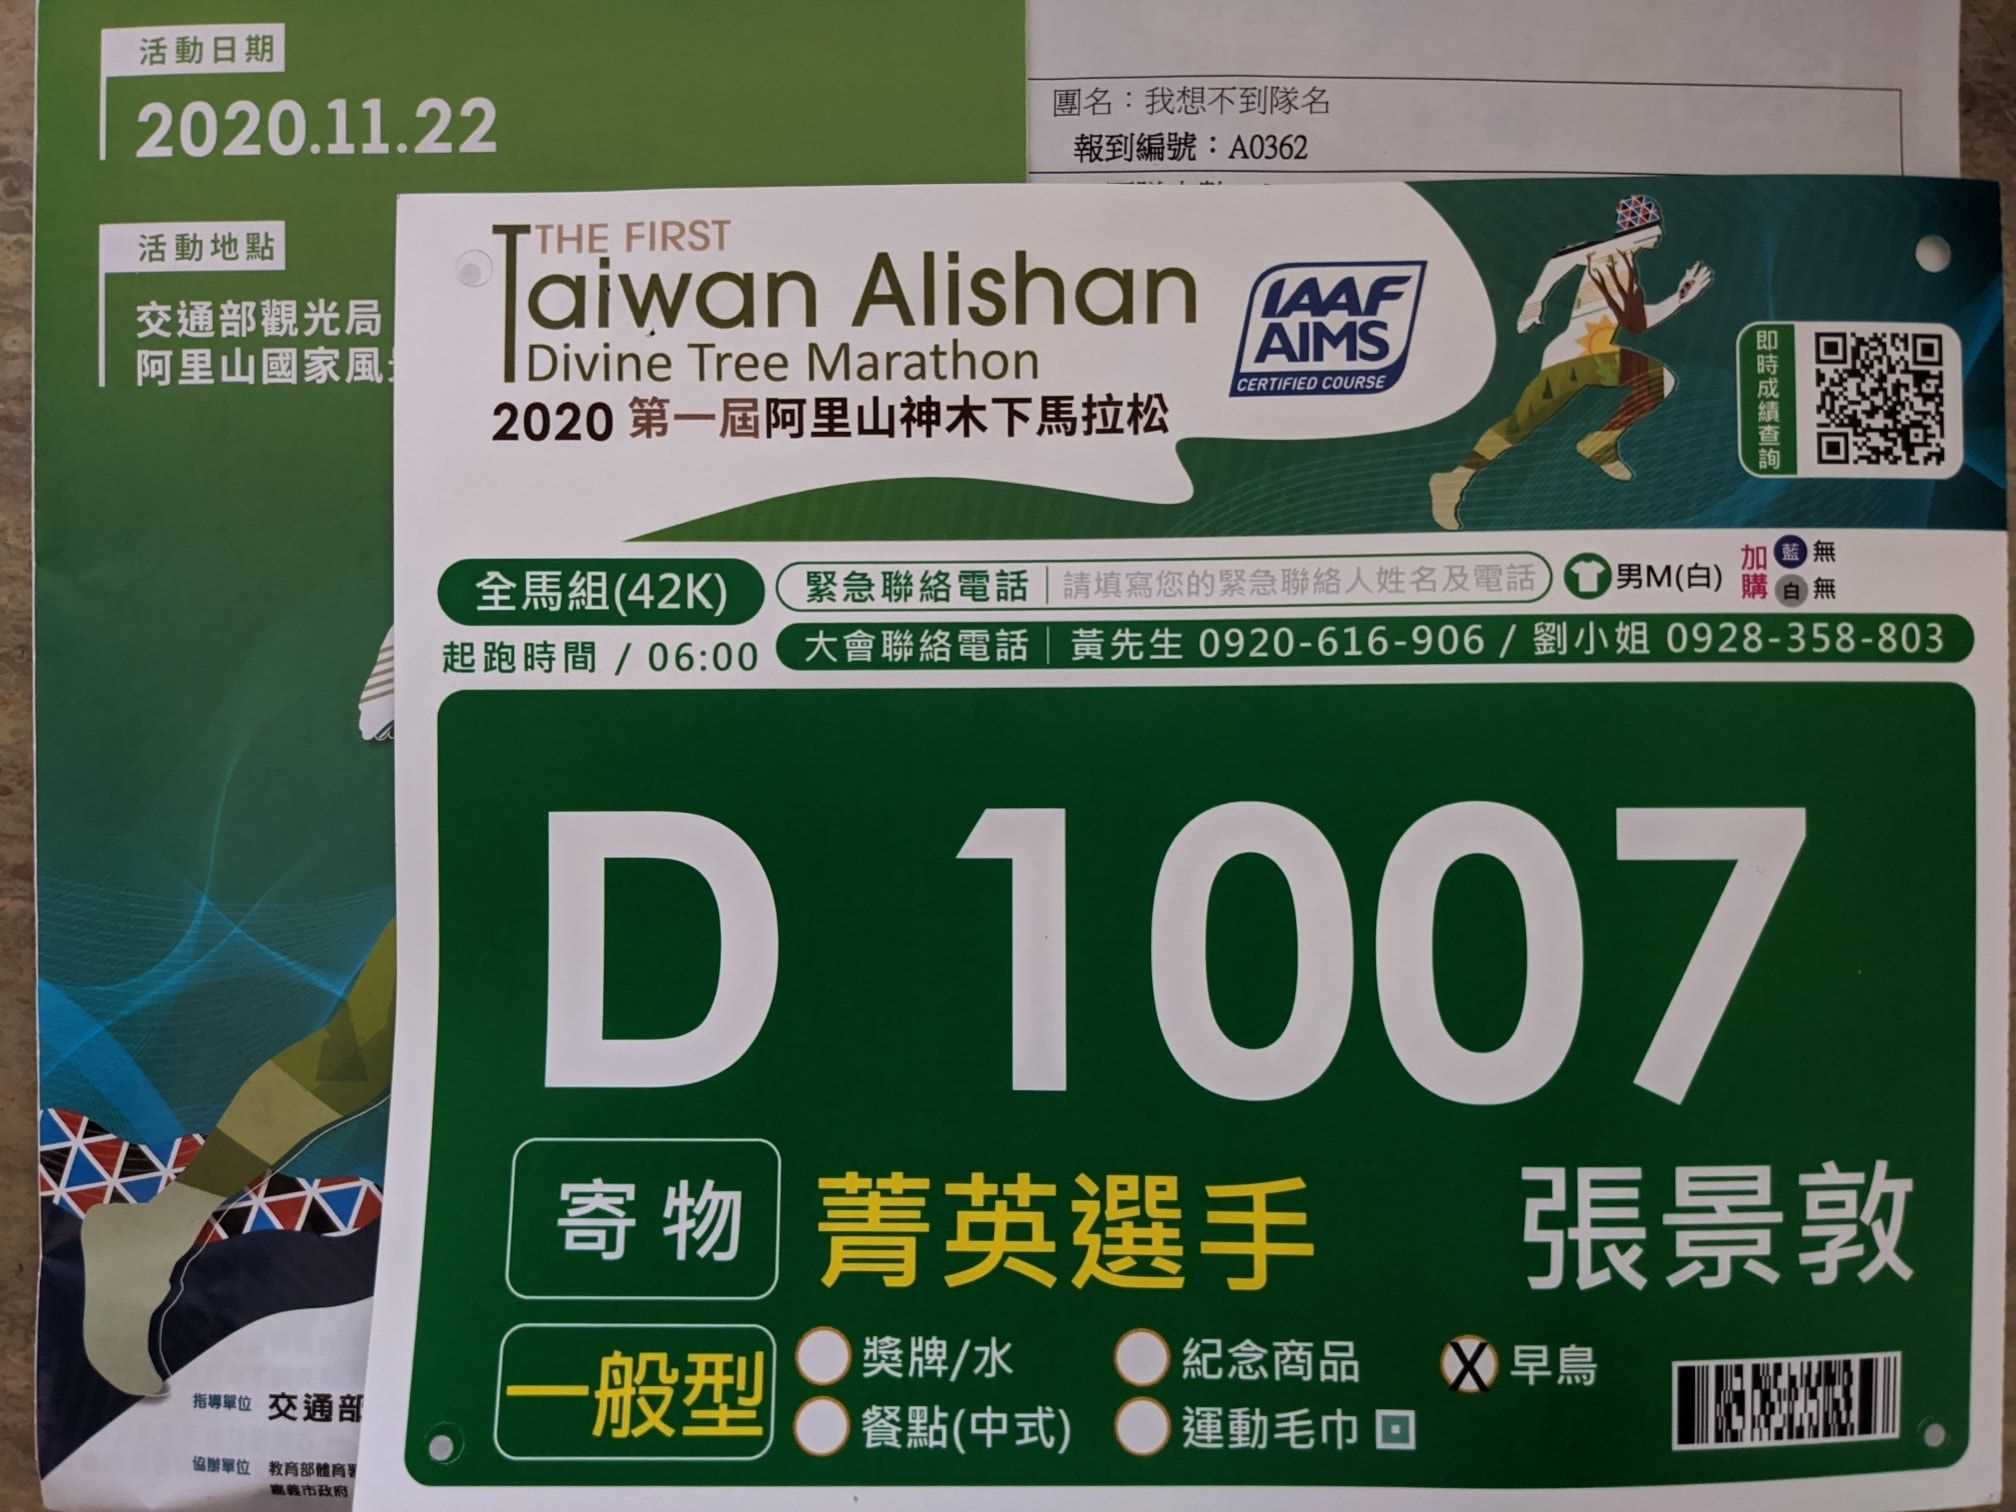 活動日期
2020.11.22
活動地點
交通部觀光局
阿里山國家風
團名：我想不到隊名
報到編號：A0362
THE FIRST
Taiwan Alishan
Divine Tree Marathon
2020 第一屆阿里山神木下馬拉松
IAAF
AIMS
CERTIFIED COURSE
即時成績查詢
全馬組(42K)
緊急聯絡電話 | 請填寫您的緊急聯絡人姓名及電話
男M(白)
加購
藍 無
白 無
起跑時間 / 06:00
大會聯絡電話 | 黃先生 0920-616-906 / 劉小姐 0928-358-803
D 1007
寄物
菁英選手
張景敦
一般型
獎牌/水
紀念商品
X 早鳥
餐點(中式)
運動毛巾
指導單位 交通部
協辦單位 教育部體育署
嘉義市政府